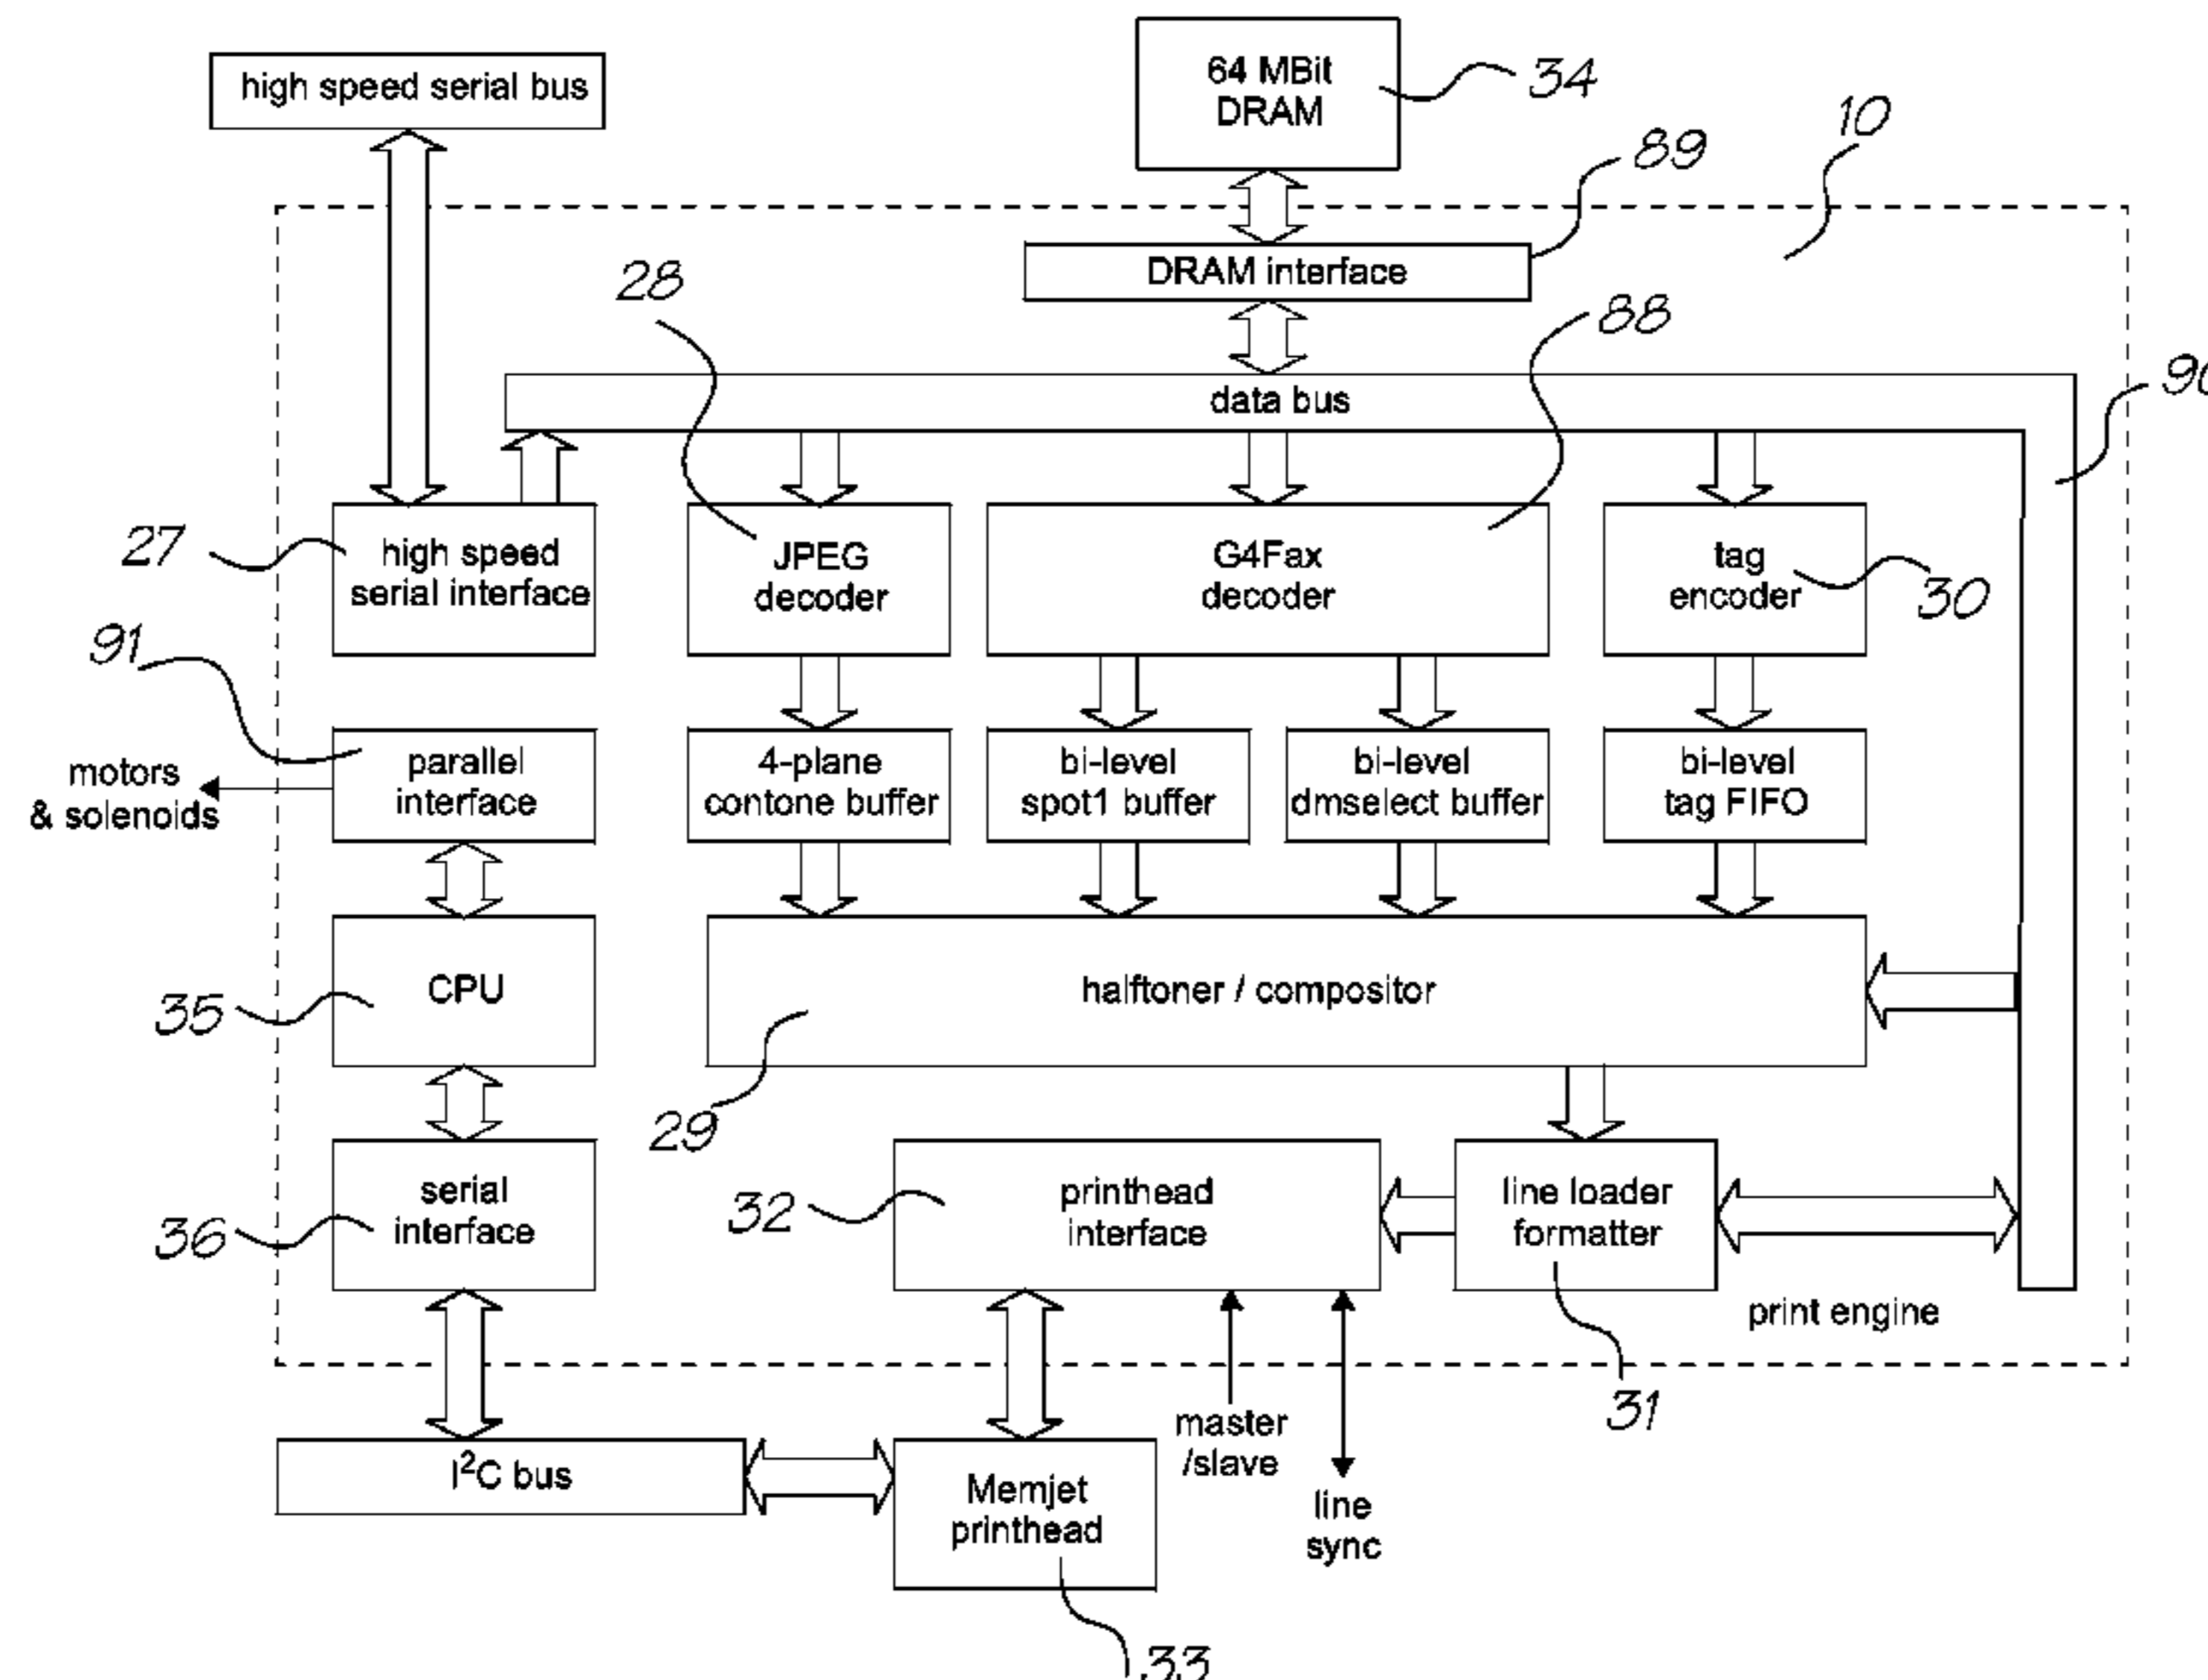 high speed serial bus
64 MBit
DRAM
34
10
89
DRAM interface
28
88
data bus
90
27
high speed
serial interface
JPEG
decoder
G4Fax
decoder
tag
encoder
30
91
motors
& solenoids
parallel
interface
4-plane
contone buffer
bi-level
spot1 buffer
bi-level
dmselect buffer
bi-level
tag FIFO
35
CPU
halftoner / compositor
29
36
serial
interface
32
printhead
interface
line loader
formatter
print engine
31
I²C bus
Memjet
printhead
master
/slave
line
sync
33